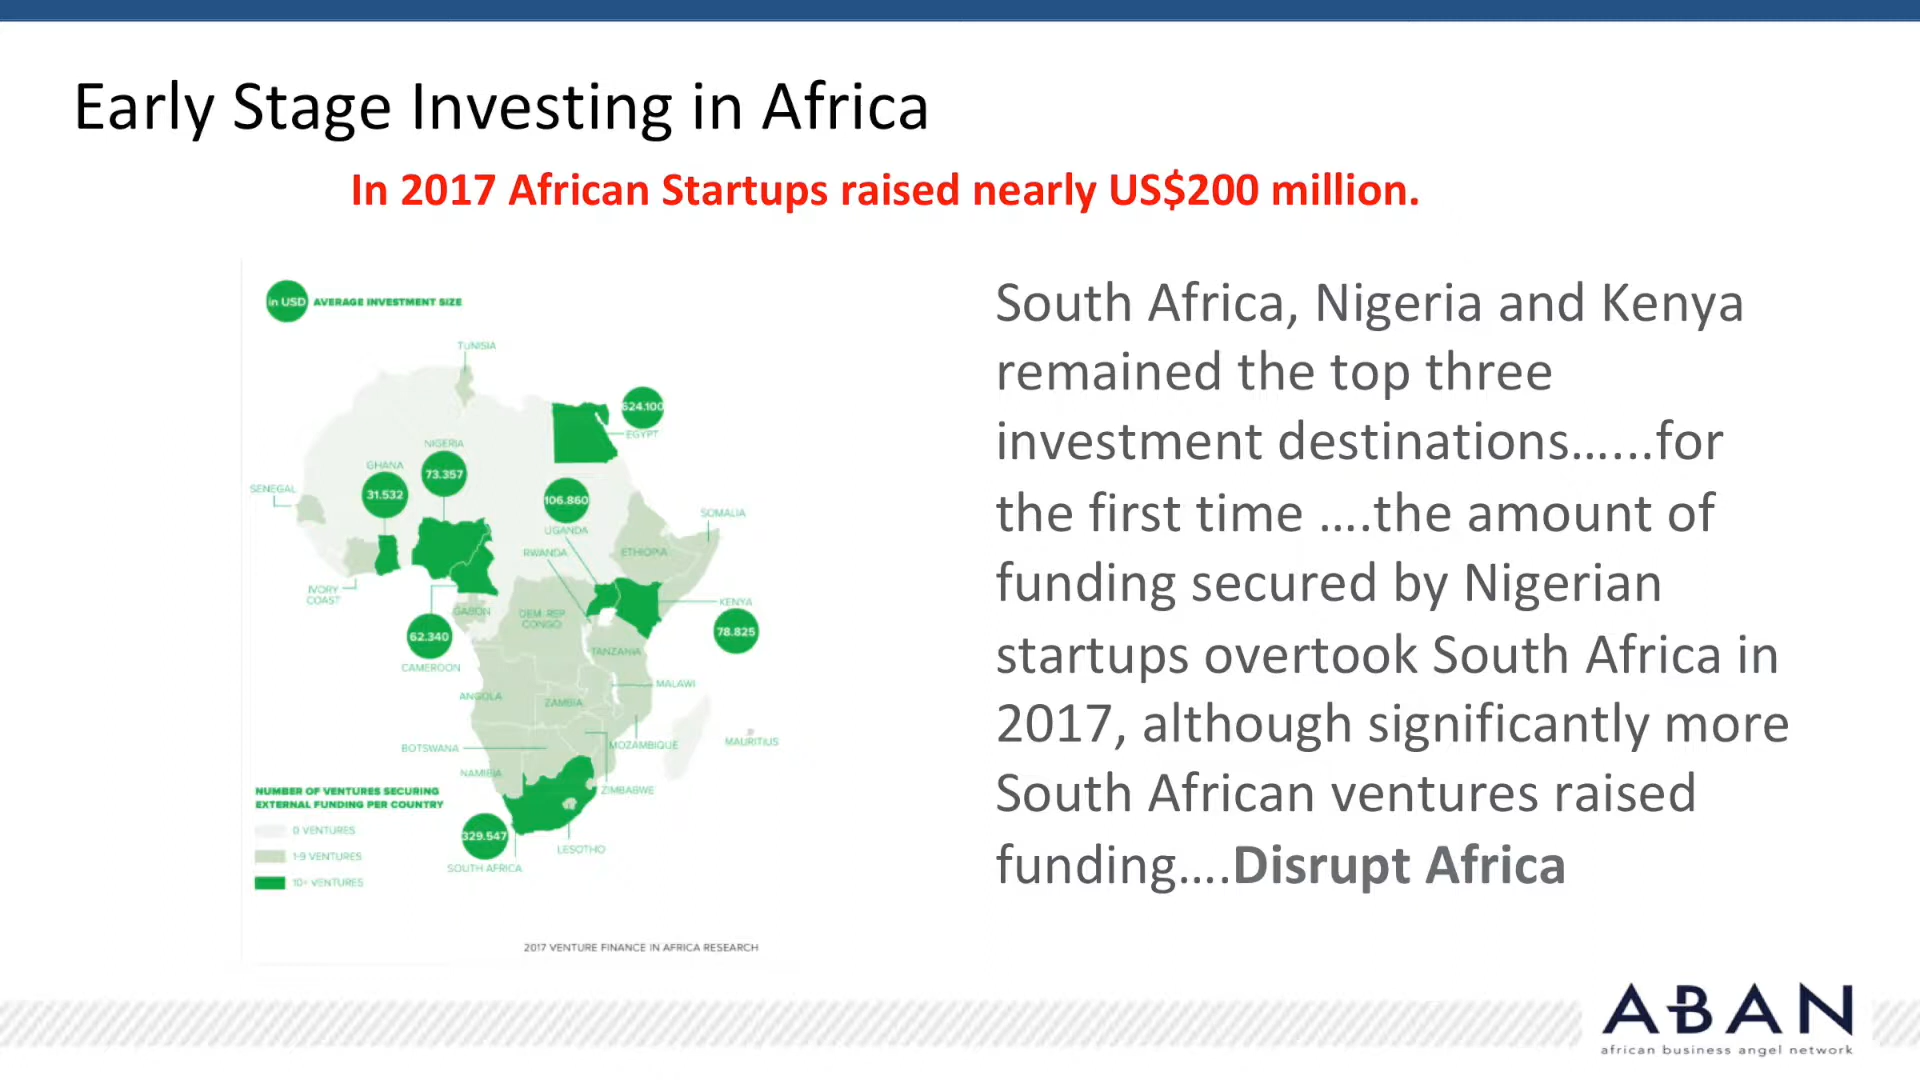 Early Stage Investing in Africa
In 2017 African Startups raised nearly US$200 million.
in USD AVERAGE INVESTMENT SIZE
TUNISIA
624.100
EGYPT
NIGERIA
73.357
GHANA
31.532
SENEGAL
106.860
UGANDA
SOMALIA
RWANDA
ETHIOPIA
IVORY
COAST
GABON
DEM. REP
CONGO
KENYA
78.825
62.340
CAMEROON
TANZANIA
MALAWI
ANGOLA
ZAMBIA
BOTSWANA
MOZAMBIQUE
MAURITIUS
NAMIBIA
ZIMBABWE
329.547
SOUTH AFRICA
LESOTHO
NUMBER OF VENTURES SECURING
EXTERNAL FUNDING PER COUNTRY
0 VENTURES
1-9 VENTURES
10+ VENTURES
2017 VENTURE FINANCE IN AFRICA RESEARCH
South Africa, Nigeria and Kenya
remained the top three
investment destinations…...for
the first time ….the amount of
funding secured by Nigerian
startups overtook South Africa in
2017, although significantly more
South African ventures raised
funding….Disrupt Africa
ABAN
african business angel network